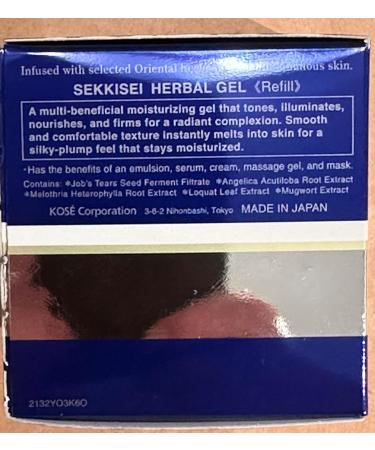 Infused with selected Oriental skin.
SEKKISEI HERBAL GEL 《Refill》
A multi-beneficial moisturizing gel that tones, illuminates,
nourishes, and firms for a radiant complexion. Smooth
and comfortable texture instantly melts into skin for a
silky-plump feel that stays moisturized.
・Has the benefits of an emulsion, serum, cream, massage gel, and mask.
Contains: ※Job's Tears Seed Ferment Filtrate ※Angelica Acutiloba Root Extract
※Melothria Heterophylla Root Extract ※Loquat Leaf Extract ※Mugwort Extract
KOSÉ Corporation 3-6-2 Nihonbashi, Tokyo MADE IN JAPAN
2132YO3K6O